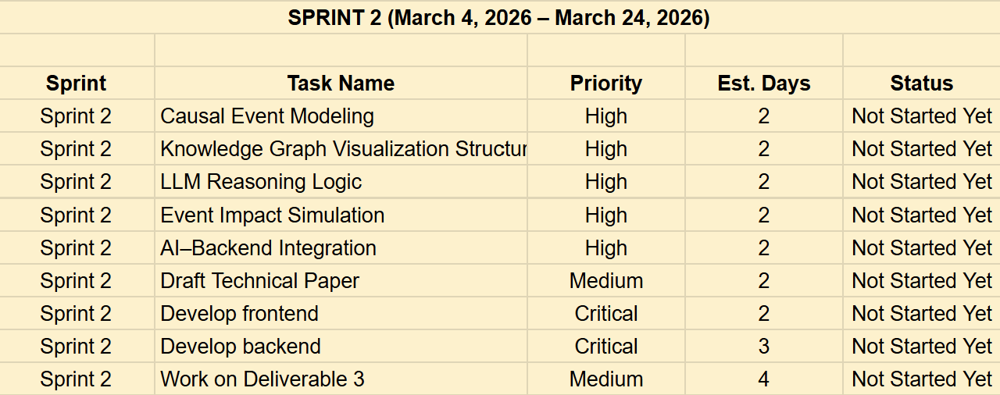 SPRINT 2 (March 4, 2026 – March 24, 2026)
Sprint Task Name Priority Est. Days Status
Sprint 2 Causal Event Modeling High 2 Not Started Yet
Sprint 2 Knowledge Graph Visualization Structur High 2 Not Started Yet
Sprint 2 LLM Reasoning Logic High 2 Not Started Yet
Sprint 2 Event Impact Simulation High 2 Not Started Yet
Sprint 2 AI–Backend Integration High 2 Not Started Yet
Sprint 2 Draft Technical Paper Medium 2 Not Started Yet
Sprint 2 Develop frontend Critical 2 Not Started Yet
Sprint 2 Develop backend Critical 3 Not Started Yet
Sprint 2 Work on Deliverable 3 Medium 4 Not Started Yet